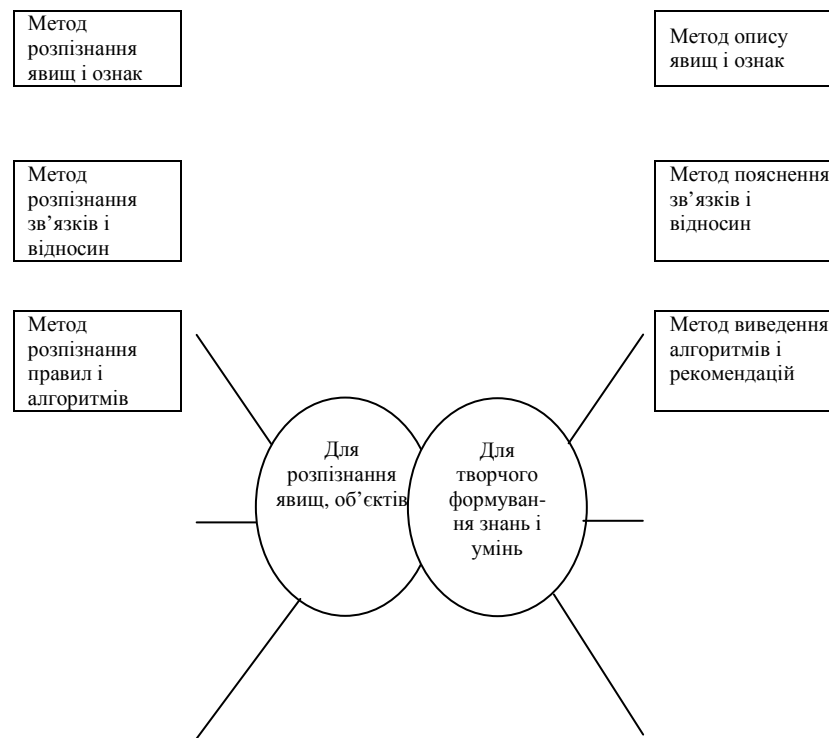 Метод
розпізнання
явищ і ознак
Метод опису
явищ і ознак
Метод
розпізнання
зв’язків і
відносин
Метод пояснення
зв’язків і
відносин
Метод
розпізнання
правил і
алгоритмів
Метод виведення
алгоритмів і
рекомендацій
Для
розпізнання
явищ, об’єктів
Для
творчого
формуван-
ня знань і
умінь